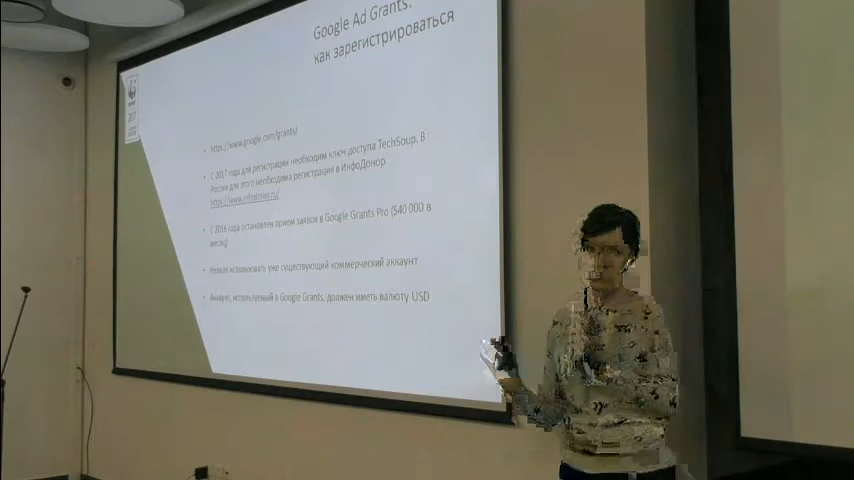 Google Ad Grants:
как зарегистрироваться
https://www.google.com/grants/
С 2017 года для регистрации необходим ключ доступа TechSoup. В
России для этого необходима регистрация в ИнфоДонор
https://www.infodonor.ru/
С 2016 года остановлен прием заявок в Google Grants Pro ($40 000 в
месяц)
Нельзя использовать уже существующий коммерческий аккаунт
Аккаунт, используемый в Google Grants, должен иметь валюту USD
WWF
2017